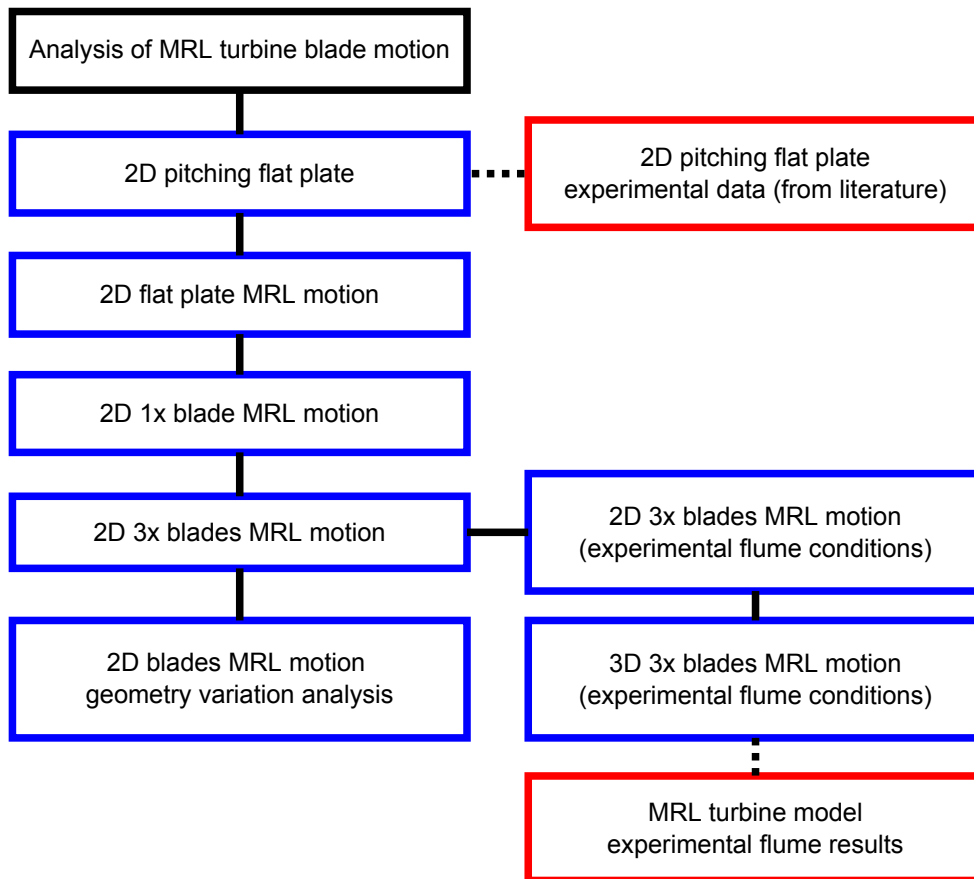 Analysis of MRL turbine blade motion
2D pitching flat plate
2D pitching flat plate
experimental data (from literature)
2D flat plate MRL motion
2D 1x blade MRL motion
2D 3x blades MRL motion
2D 3x blades MRL motion
(experimental flume conditions)
2D blades MRL motion
geometry variation analysis
3D 3x blades MRL motion
(experimental flume conditions)
MRL turbine model
experimental flume results